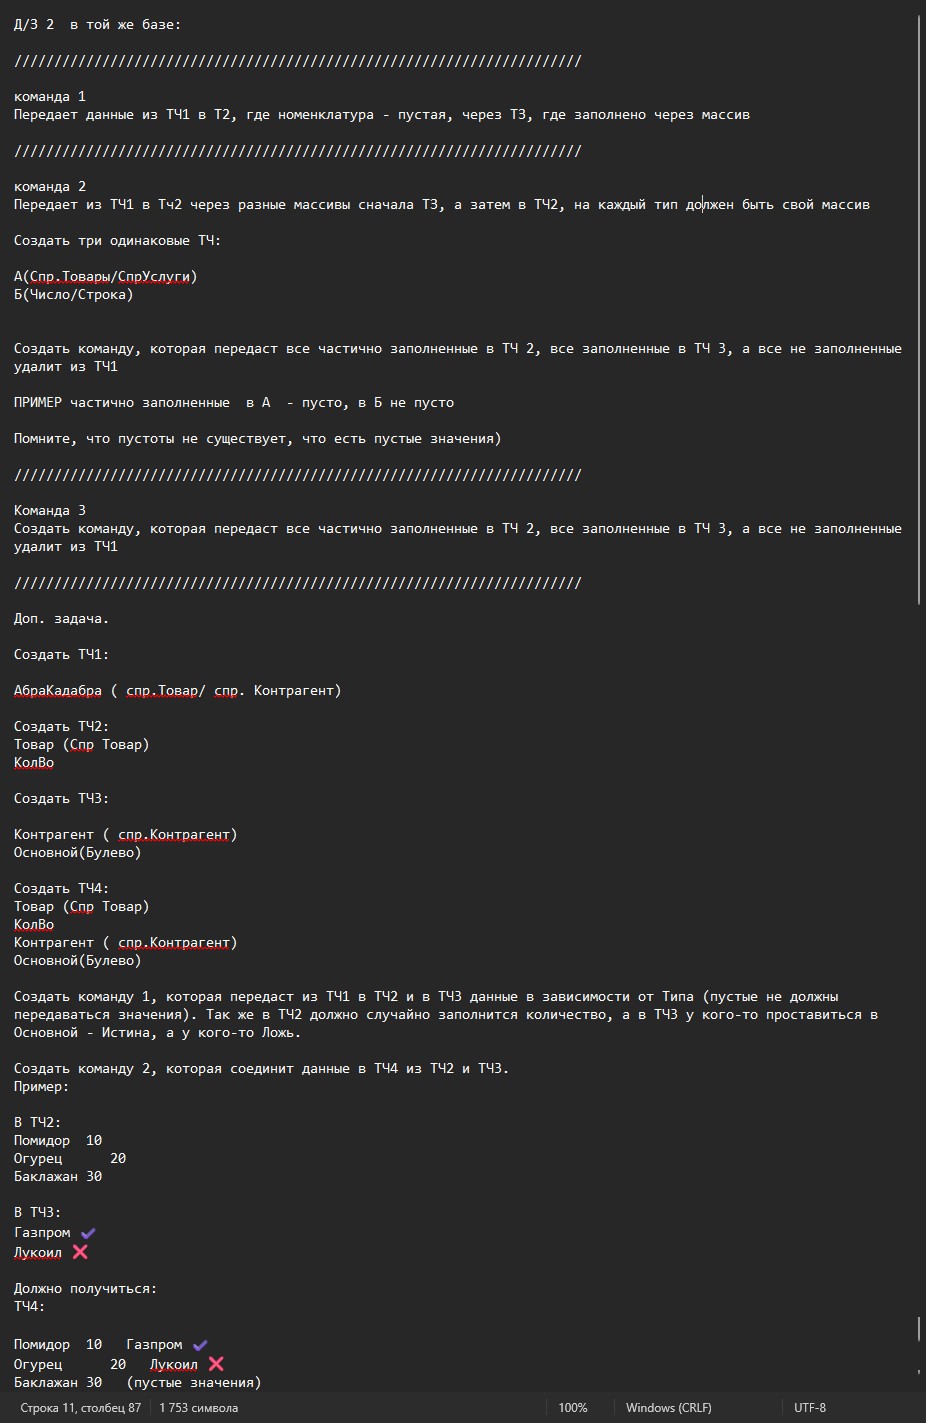 Д/З 2  в той же базе:
///////////////////////////////////////////////////////////////////////
команда 1
Передает данные из ТЧ1 в Т2, где номенклатура - пустая, через ТЗ, где заполнено через массив
///////////////////////////////////////////////////////////////////////
команда 2
Передает из ТЧ1 в Тч2 через разные массивы сначала ТЗ, а затем в ТЧ2, на каждый тип должен быть свой массив
Создать три одинаковые ТЧ:
А(Спр.Товары/СпрУслуги)
Б(Число/Строка)
Создать команду, которая передаст все частично заполненные в ТЧ 2, все заполненные в ТЧ 3, а все не заполненные
удалит из ТЧ1
ПРИМЕР частично заполненные  в А  - пусто, в Б не пусто
Помните, что пустоты не существует, что есть пустые значения)
///////////////////////////////////////////////////////////////////////
Команда 3
Создать команду, которая передаст все частично заполненные в ТЧ 2, все заполненные в ТЧ 3, а все не заполненные
удалит из ТЧ1
///////////////////////////////////////////////////////////////////////
Доп. задача.
Создать ТЧ1:
АбраКадабра ( спр.Товар/ спр. Контрагент)
Создать ТЧ2:
Товар (Спр Товар)
КолВо
Создать ТЧ3:
Контрагент ( спр.Контрагент)
Основной(Булево)
Создать ТЧ4:
Товар (Спр Товар)
КолВо
Контрагент ( спр.Контрагент)
Основной(Булево)
Создать команду 1, которая передаст из ТЧ1 в ТЧ2 и в ТЧ3 данные в зависимости от Типа (пустые не должны
передаваться значения). Так же в ТЧ2 должно случайно заполнится количество, а в ТЧ3 у кого-то проставиться в
Основной - Истина, а у кого-то Ложь.
Создать команду 2, которая соединит данные в ТЧ4 из ТЧ2 и ТЧ3.
Пример:
В ТЧ2:
Помидор  10
Огурец      20
Баклажан 30
В ТЧ3:
Газпром ✔
Лукоил ❌
Должно получиться:
ТЧ4:
Помидор  10   Газпром ✔
Огурец      20   Лукоил ❌
Баклажан 30   (пустые значения)
Строка 11, столбец 87   1 753 символа   100%   Windows (CRLF)   UTF-8